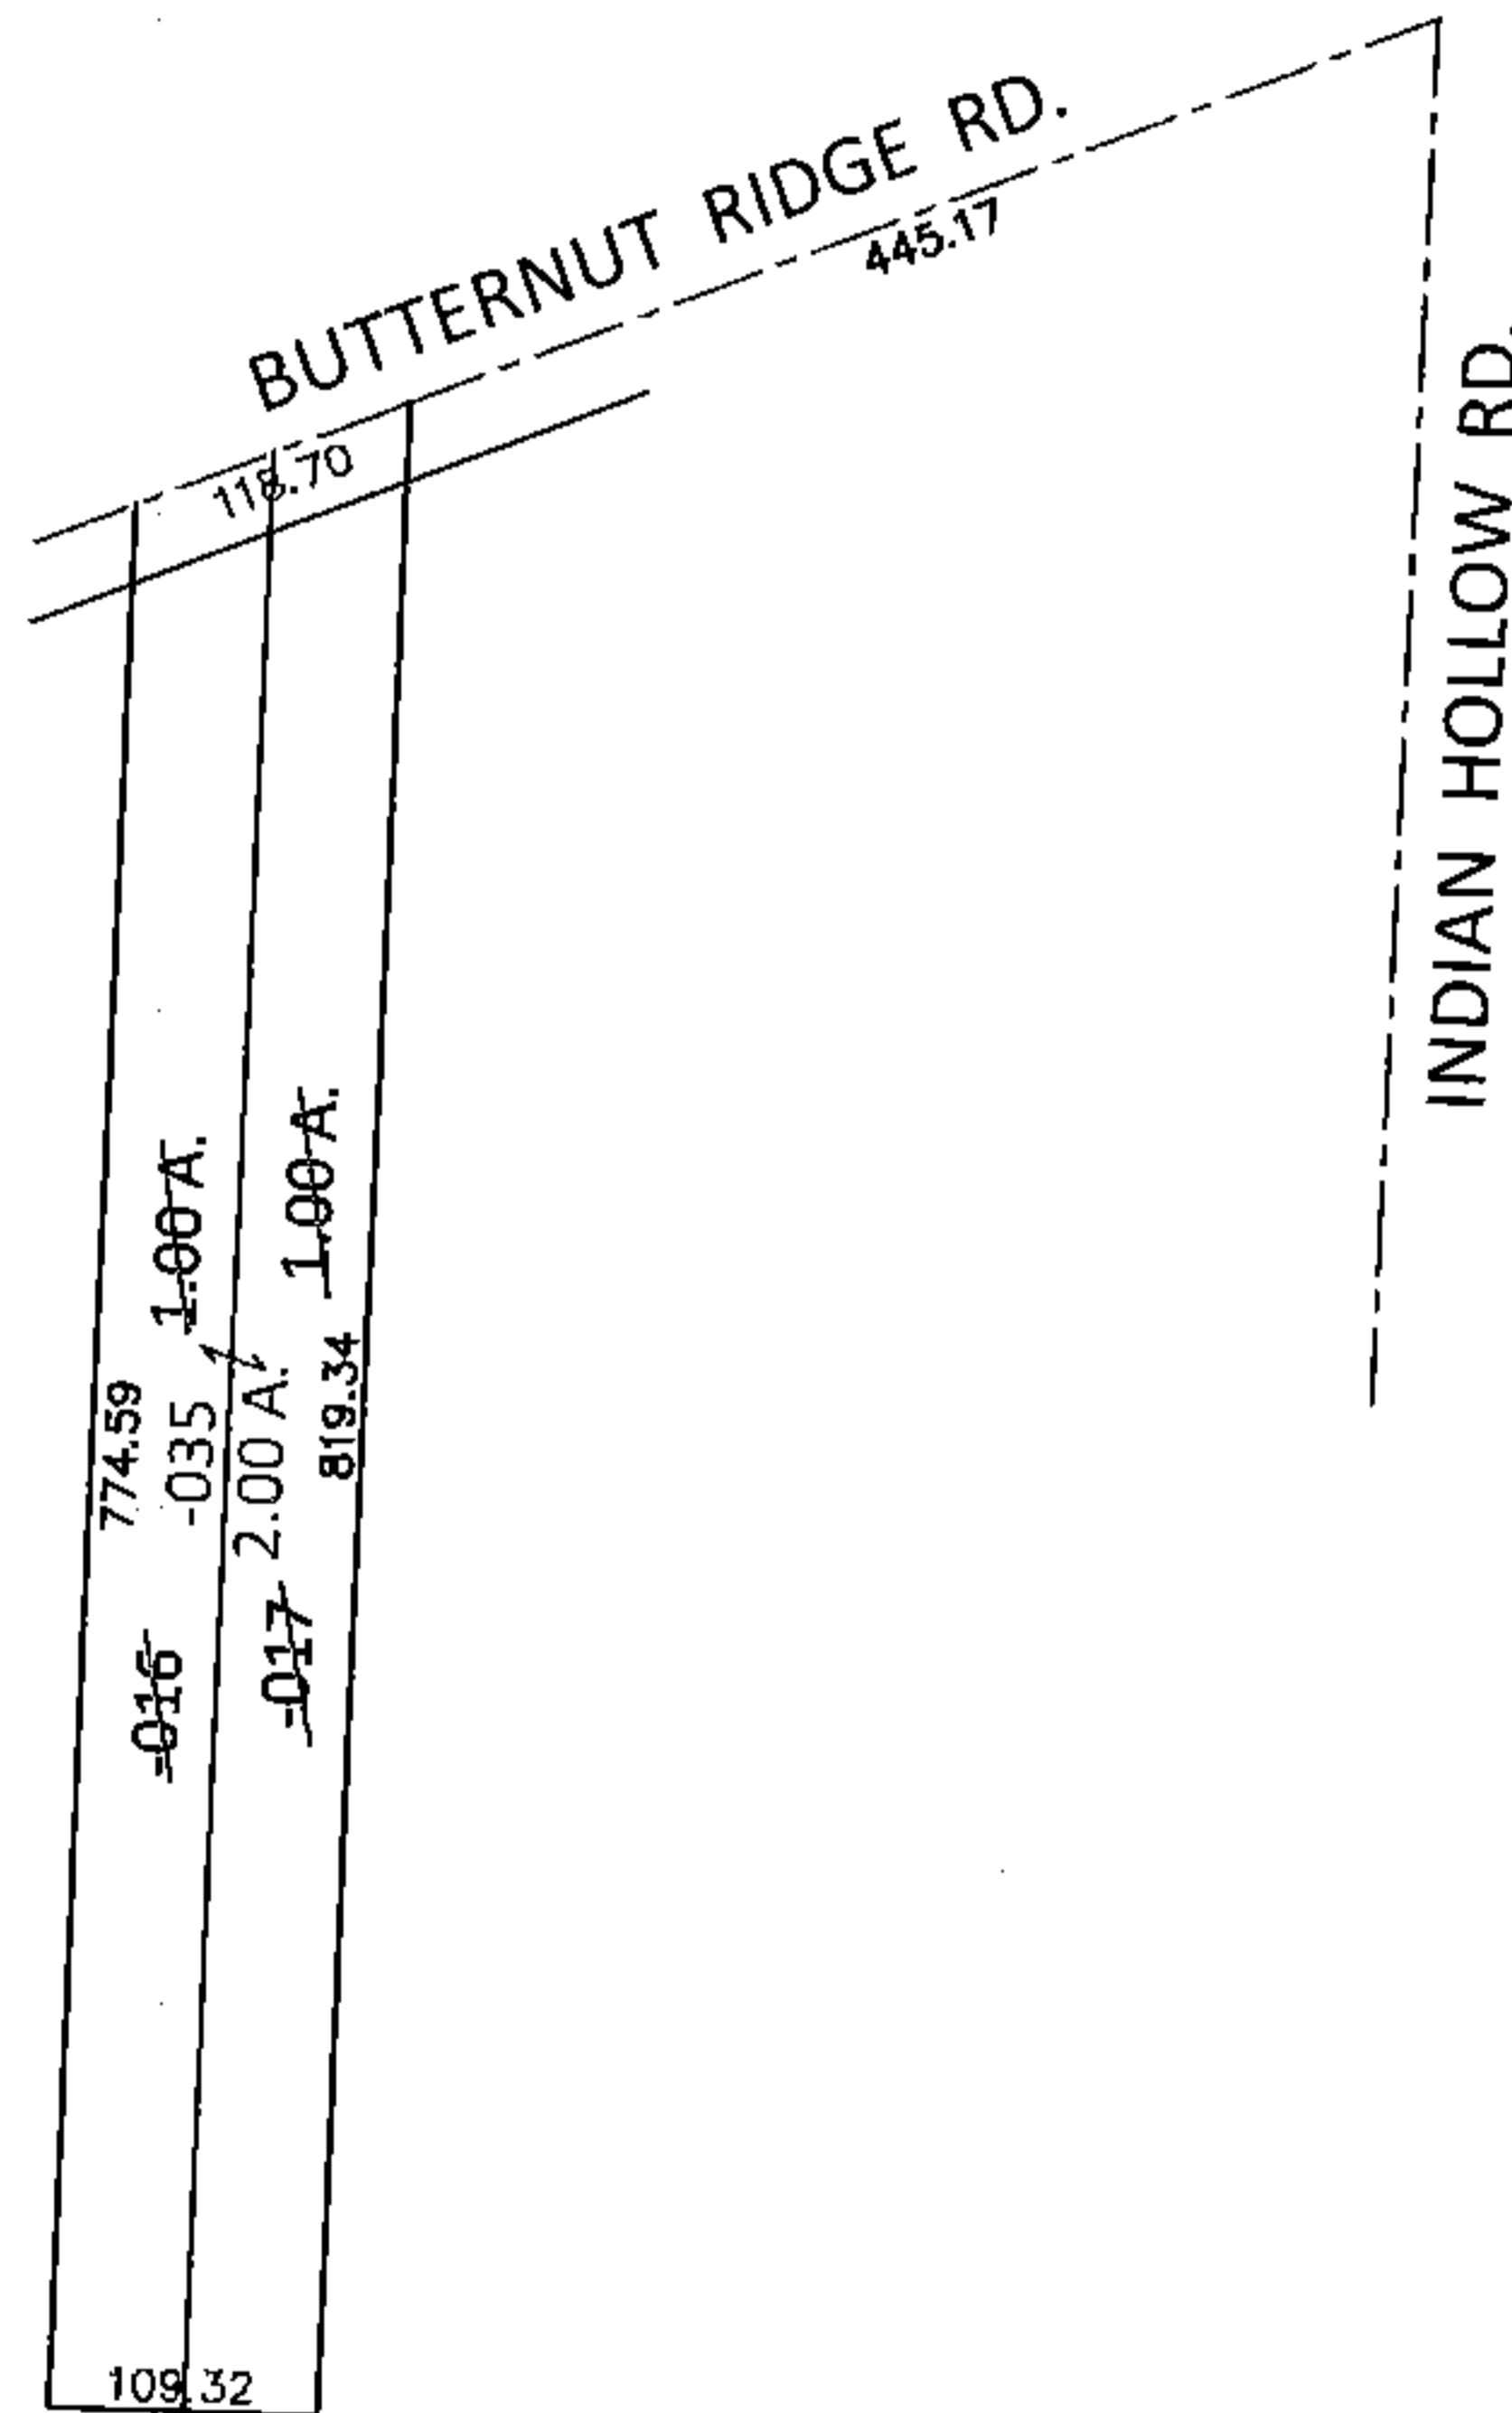 BUTTERNUT RIDGE RD.
445.17
118.70
INDIAN HOLLOW RD.
1.00 A.
1.00 A.
774.59
-035
2.00 A.
819.34
-016
-017
109.32